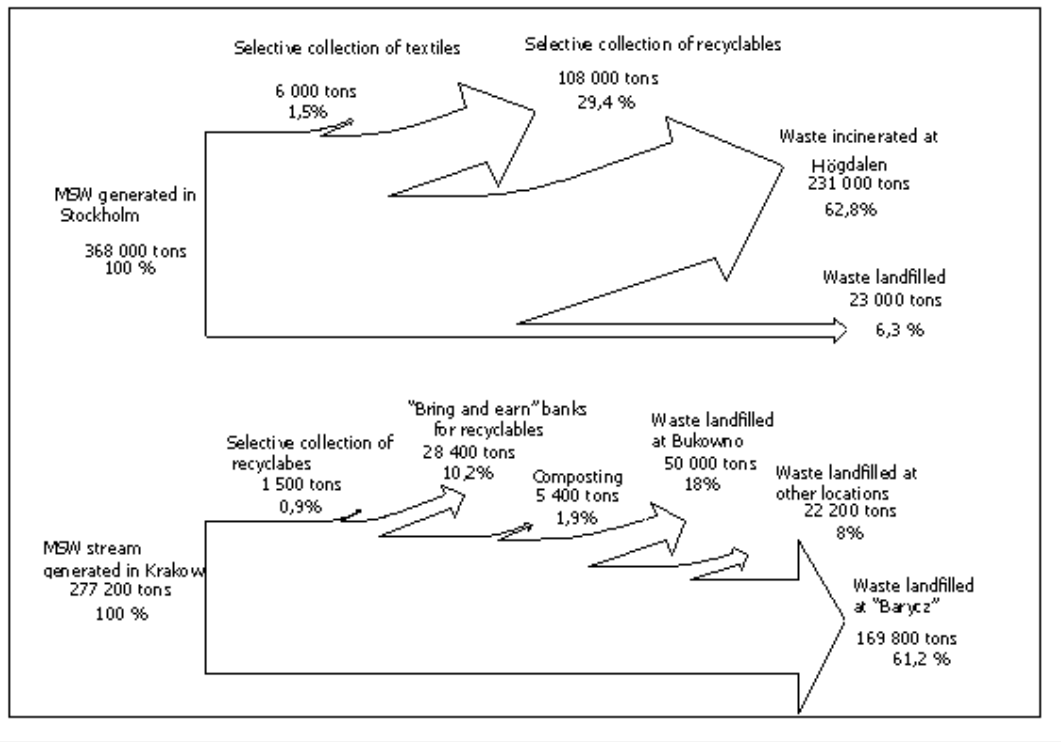 Selective collection of textiles
6 000 tons
1,5%
Selective collection of recyclables
108 000 tons
29,4 %
Waste incinerated at
Högdalen
231 000 tons
62,8%
MSW generated in
Stockholm
368 000 tons
100 %
Waste landfilled
23 000 tons
6,3 %
Selective collection of
recyclabes
1 500 tons
0,9%
"Bring and earn" banks
for recyclables
28 400 tons
10,2%
Composting
5 400 tons
1,9%
Waste landfilled
at Bukowno
50 000 tons
18%
Waste landfilled at
other locations
22 200 tons
8%
MSW stream
generated in Krakow
277 200 tons
100 %
Waste landfilled
at "Barycz"
169 800 tons
61,2 %